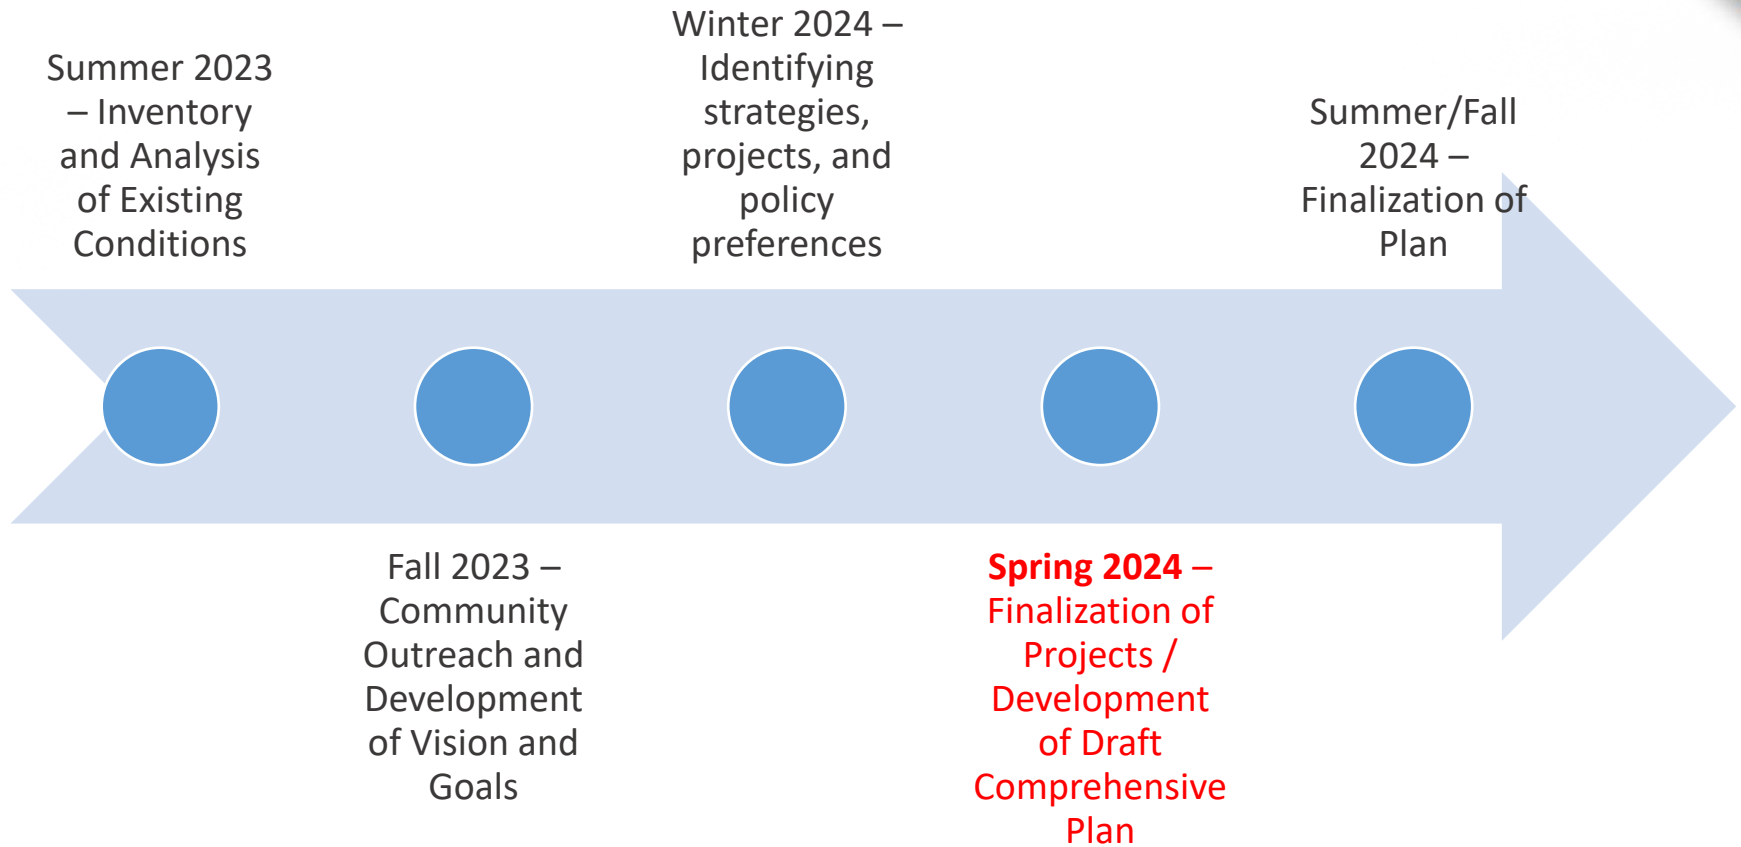 Summer 2023
– Inventory
and Analysis
of Existing
Conditions
Fall 2023 –
Community
Outreach and
Development
of Vision and
Goals
Winter 2024 –
Identifying
strategies,
projects, and
policy
preferences
Spring 2024 –
Finalization of
Projects /
Development
of Draft
Comprehensive
Plan
Summer/Fall
2024 –
Finalization of
Plan